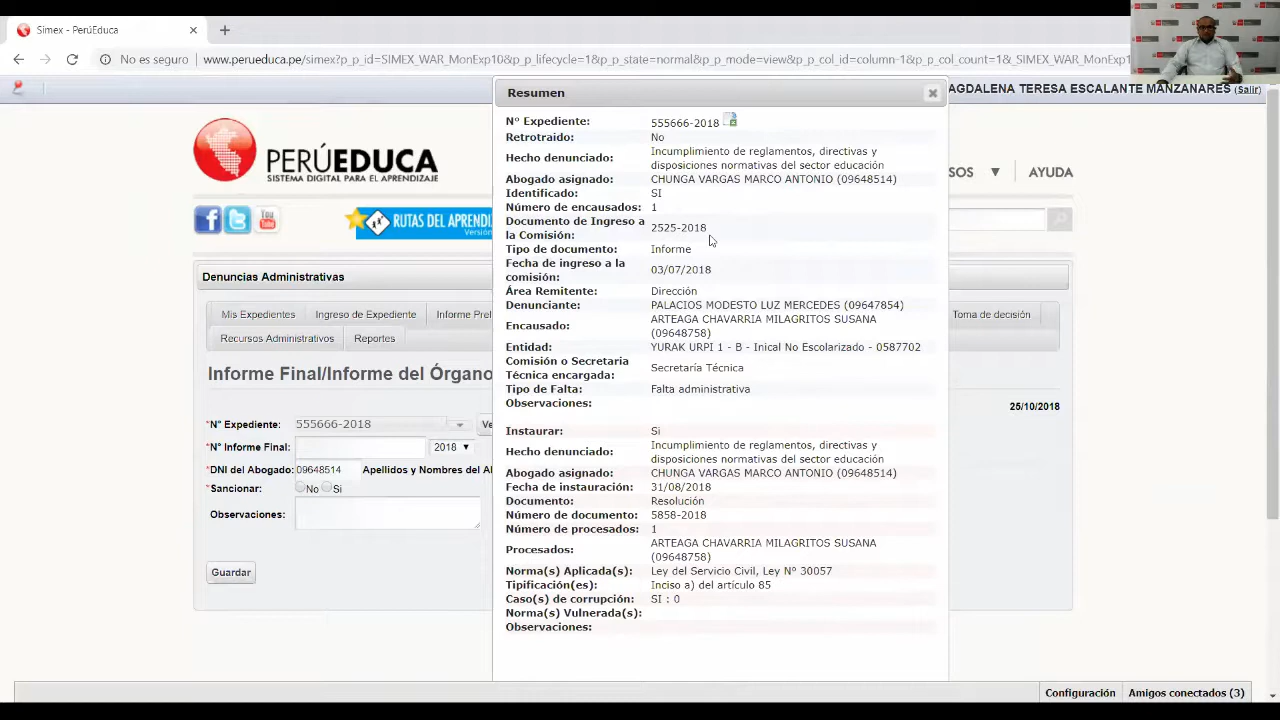 Simex - PerúEduca
No es seguro
www.perueduca.pe/simex?p_p_id=SIMEX_WAR_MonExp10&p_p_lifecycle=1&p_p_state=normal&p_p_mode=view&p_p_col_id=column-1&p_p_col_count=1&_SIMEX_WAR_MonExp1
AGDALENA TERESA ESCALANTE MANZANARES (Salir)
PERÚEDUCA
SISTEMA DIGITAL PARA EL APRENDIZAJE
SOS ▼ AYUDA
You Tube
RUTAS DEL APRENDI
Versión
Denuncias Administrativas
Mis Expedientes
Ingreso de Expediente
Informe Prel
Toma de decisión
Recursos Administrativos
Reportes
Informe Final/Informe del Órgano
25/10/2018
*N° Expediente: 555666-2018 Ve
*N° Informe Final: 2018 ▼
*DNI del Abogado: 09648514 Apellidos y Nombres del Al
*Sancionar: No Si
Observaciones:
Guardar
Resumen
N° Expediente: 555666-2018
Retrotraido: No
Hecho denunciado: Incumplimiento de reglamentos, directivas y
disposiciones normativas del sector educación
Abogado asignado: CHUNGA VARGAS MARCO ANTONIO (09648514)
Identificado: SI
Número de encausados: 1
Documento de Ingreso a
la Comisión: 2525-2018
Tipo de documento: Informe
Fecha de ingreso a la
comisión: 03/07/2018
Área Remitente: Dirección
Denunciante: PALACIOS MODESTO LUZ MERCEDES (09647854)
Encausado: ARTEAGA CHAVARRIA MILAGRITOS SUSANA
(09648758)
Entidad: YURAK URPI 1 - B - Inical No Escolarizado - 0587702
Comisión o Secretaria
Técnica encargada: Secretaría Técnica
Tipo de Falta: Falta administrativa
Observaciones:
Instaurar: Si
Hecho denunciado: Incumplimiento de reglamentos, directivas y
disposiciones normativas del sector educación
Abogado asignado: CHUNGA VARGAS MARCO ANTONIO (09648514)
Fecha de instauración: 31/08/2018
Documento: Resolución
Número de documento: 5858-2018
Número de procesados: 1
Procesados: ARTEAGA CHAVARRIA MILAGRITOS SUSANA
(09648758)
Norma(s) Aplicada(s): Ley del Servicio Civil, Ley Nº 30057
Tipificación(es): Inciso a) del artículo 85
Caso(s) de corrupción: SI : 0
Norma(s) Vulnerada(s):
Observaciones:
Configuración
Amigos conectados (3)